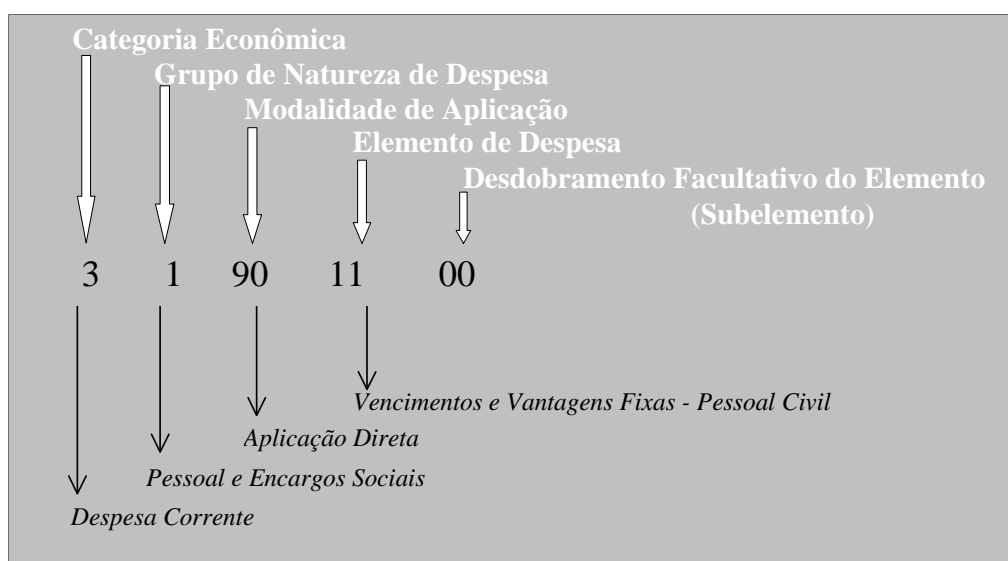 Categoria Econômica
Grupo de Natureza de Despesa
Modalidade de Aplicação
Elemento de Despesa
Desdobramento Facultativo do Elemento
(Subelemento)
3 1 90 11 00
Vencimentos e Vantagens Fixas - Pessoal Civil
Aplicação Direta
Pessoal e Encargos Sociais
Despesa Corrente